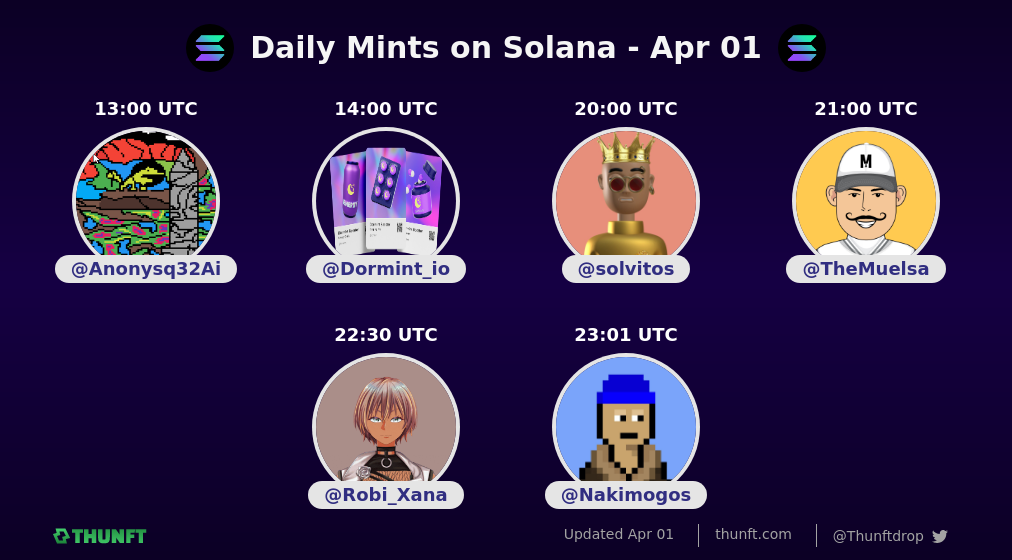 Daily Mints on Solana - Apr 01
13:00 UTC
14:00 UTC
20:00 UTC
21:00 UTC
M
@Anonysq32Ai
@Dormint_io
@solvitos
@TheMuelsa
22:30 UTC
23:01 UTC
@Robi_Xana
@Nakimogos
THUNFT
Updated Apr 01
thunft.com
@Thunftdrop